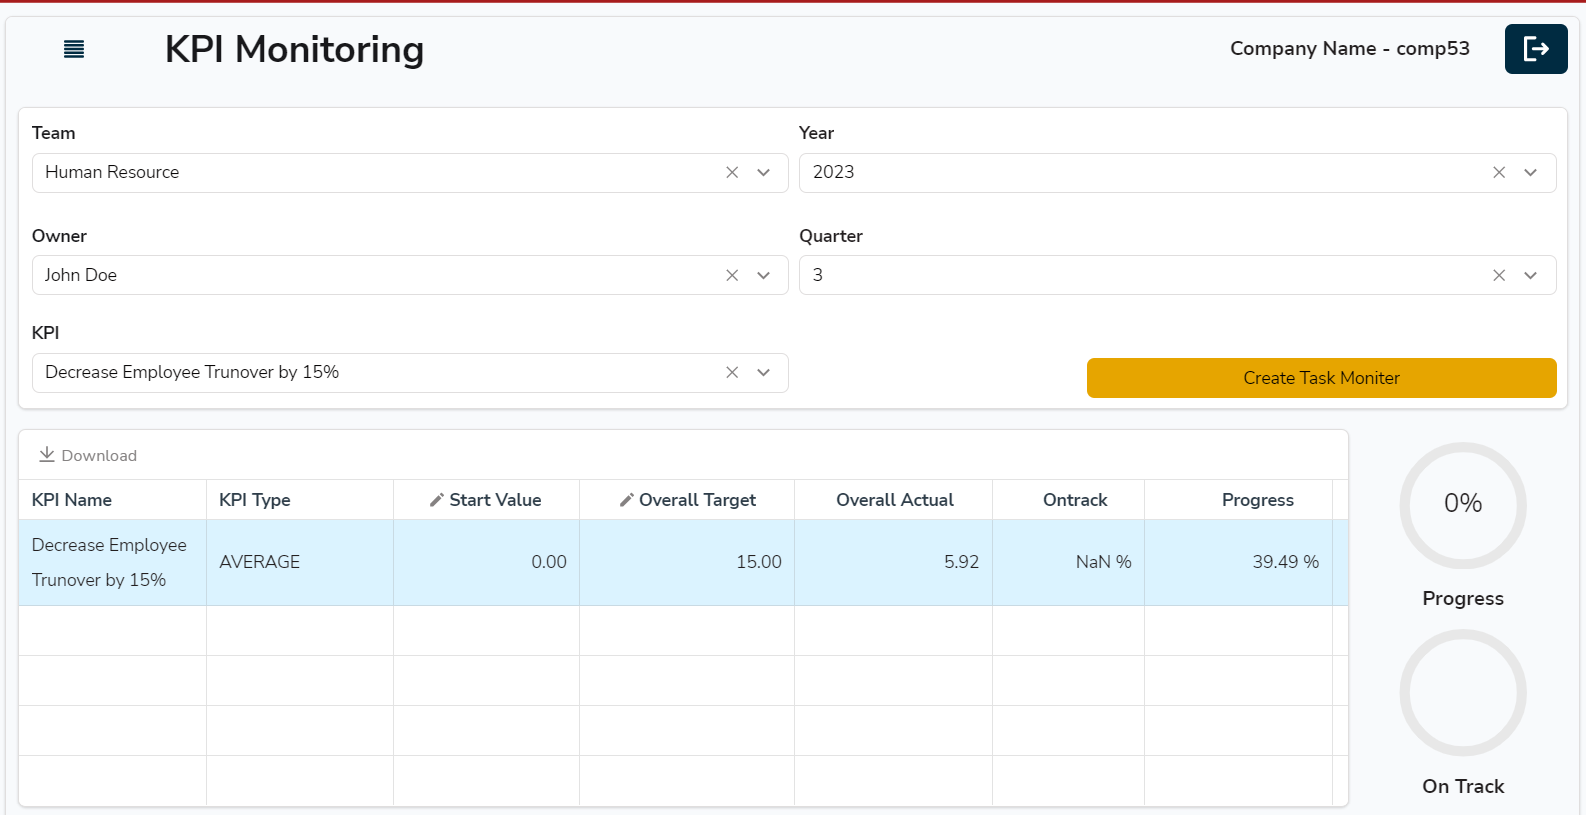 KPI Monitoring
Company Name - comp53
Team
Human Resource
Year
2023
Owner
John Doe
Quarter
3
KPI
Decrease Employee Trunover by 15%
Create Task Moniter
Download
KPI Name KPI Type Start Value Overall Target Overall Actual Ontrack Progress
Decrease Employee
Trunover by 15%
AVERAGE 0.00 15.00 5.92 NaN % 39.49 %
0%
Progress
On Track